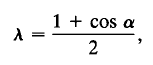 λ = (1 + cos α) / 2,